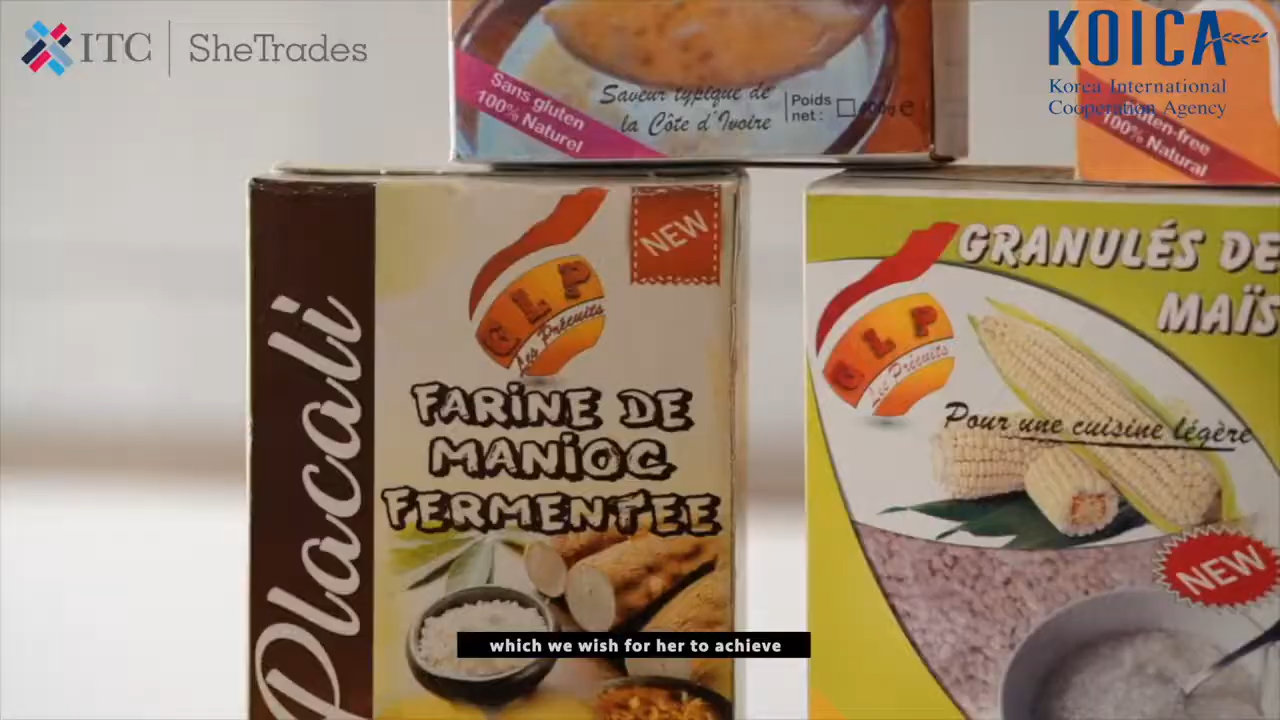 ITC SheTrades
KOICA
Korea International
Cooperation Agency
Sans gluten
100% Naturel
Saveur typique de
la Côte d'Ivoire
Poids
net:
100% Natural
Placali
NEW
GLP
Les Précuits
FARINE DE
MANIOC
FERMENTEE
GRANULÉS DE
MAÏS
GLP
Les Précuits
Pour une cuisine légère
NEW
which we wish for her to achieve